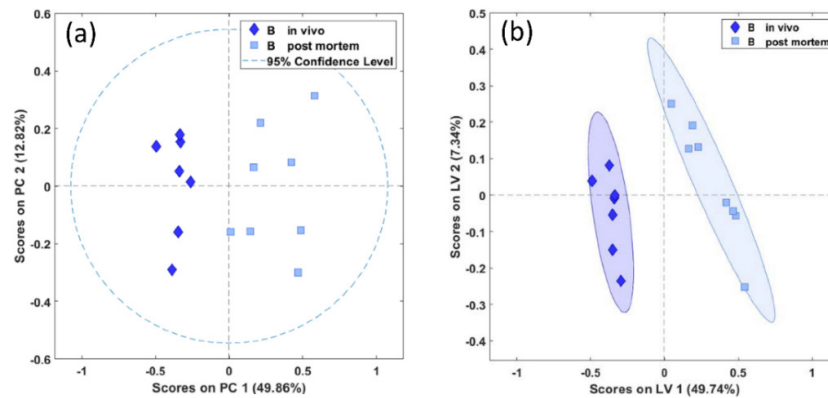 (a)
B in vivo
B post mortem
95% Confidence Level
0.6
0.4
0.2
0
-0.2
-0.4
-0.6
Scores on PC 2 (12.82%)
-1 -0.5 0 0.5 1
Scores on PC 1 (49.86%)
(b)
B in vivo
B post mortem
0.5
0.4
0.3
0.2
0.1
0
-0.1
-0.2
-0.3
-0.4
Scores on LV 2 (7.34%)
-1 -0.5 0 0.5 1
Scores on LV 1 (49.74%)